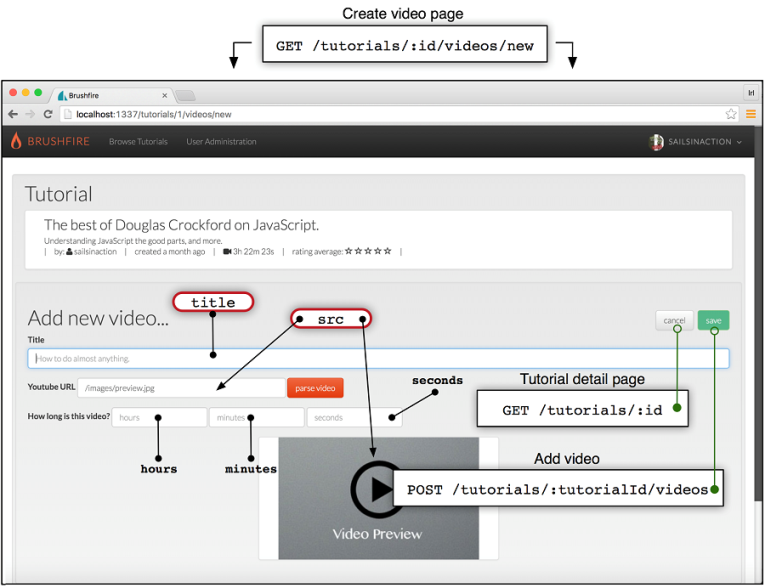 Create video page
GET /tutorials/:id/videos/new
Brushfire
localhost:1337/tutorials/1/videos/new
BRUSHFIRE Browse Tutorials User Administration SAILSINACTION
Tutorial
The best of Douglas Crockford on JavaScript.
Understanding JavaScript the good parts, and more.
| by: sailsinaction | created a month ago | 3h 22m 23s | rating average: |
title
src
Add new video...
cancel save
Title
How to do almost anything.
Tutorial detail page
GET /tutorials/:id
Youtube URL /images/preview.jpg parse video
seconds
How long is this video? hours minutes seconds
hours minutes
Add video
POST /tutorials/:tutorialId/videos
Video Preview